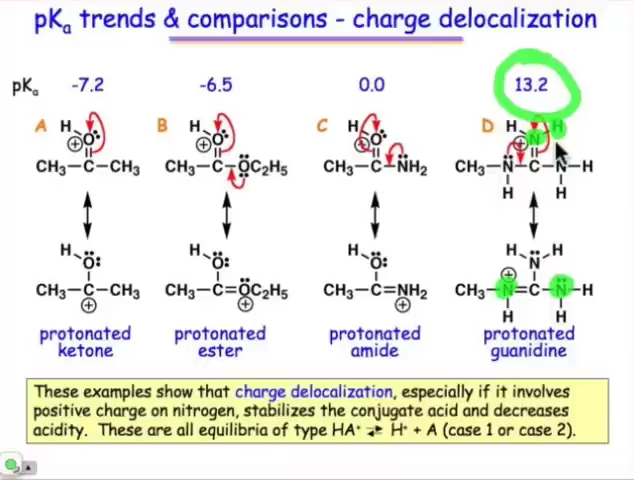 pKa trends & comparisons - charge delocalization
pKa -7.2 -6.5 0.0 13.2
A B C D
H H H H H
O O O N
CH₃—C—CH₃ CH₃—C—OC₂H₅ CH₃—C—NH₂ CH₃—N—C—N—H
H H
H H H H N H
O O O
CH₃—C—CH₃ CH₃—C=OC₂H₅ CH₃—C=NH₂ CH₃—N=C—N—H
H H
protonated ketone protonated ester protonated amide protonated guanidine
These examples show that charge delocalization, especially if it involves
positive charge on nitrogen, stabilizes the conjugate acid and decreases
acidity. These are all equilibria of type HA⁺ ⇌ H⁺ + A (case 1 or case 2).